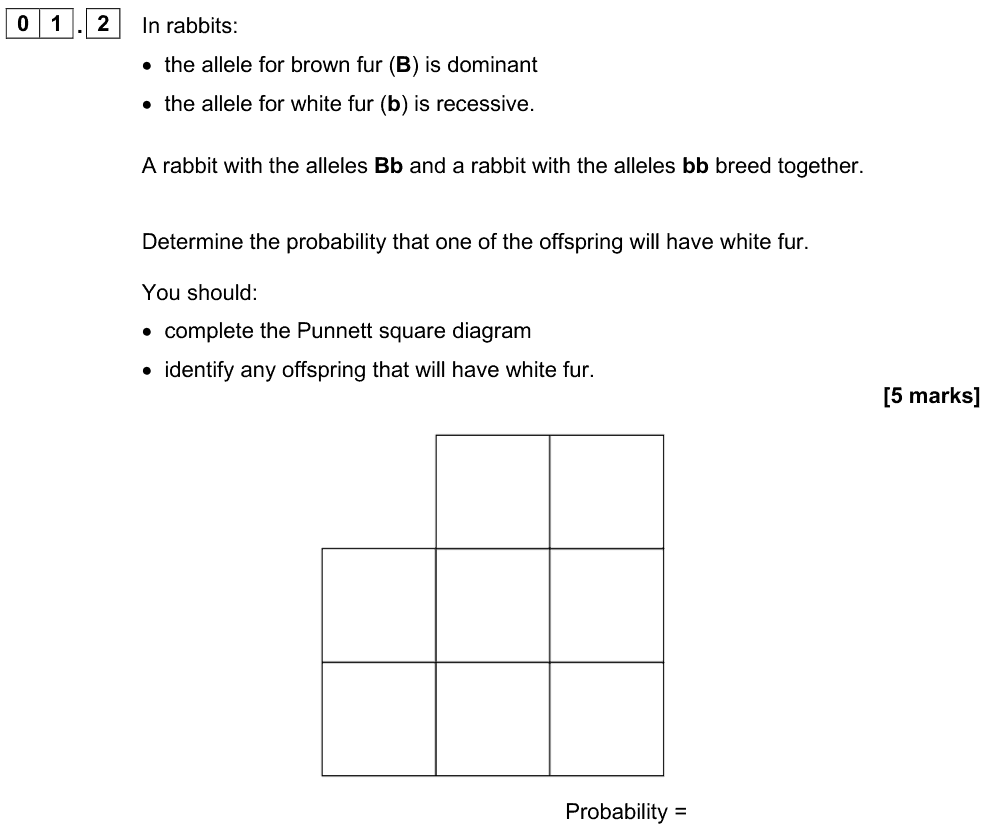 0 1 . 2 In rabbits:
• the allele for brown fur (B) is dominant
• the allele for white fur (b) is recessive.
A rabbit with the alleles Bb and a rabbit with the alleles bb breed together.
Determine the probability that one of the offspring will have white fur.
You should:
• complete the Punnett square diagram
• identify any offspring that will have white fur.
[5 marks]
Probability =